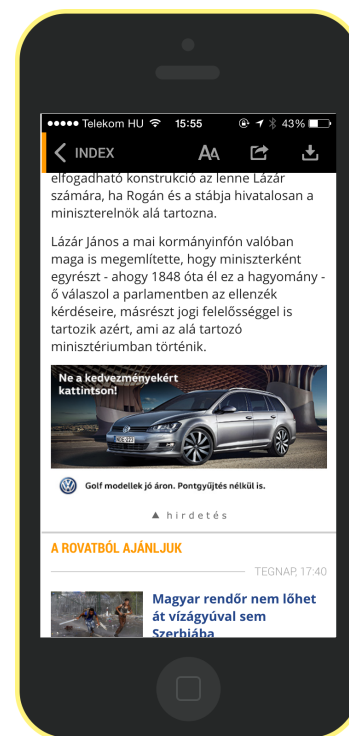 Telekom HU 15:55 43%
INDEX AA
elfogadható konstrukció az lenne Lázár
számára, ha Rogán és a stábja hivatalosan a
miniszterelnök alá tartozna.
Lázár János a mai kormányinfón valóban
maga is megemlítette, hogy miniszterként
egyrészt - ahogy 1848 óta él ez a hagyomány -
ő válaszol a parlamentben az ellenzék
kérdéseire, másrészt jogi felelősséggel is
tartozik azért, ami az alá tartozó
minisztériumban történik.
Ne a kedvezményekért
kattintson!
Golf modellek jó áron. Pontgyűjtés nélkül is.
▲ hirdetés
A ROVATBÓL AJÁNLJUK
TEGNAP, 17:40
Magyar rendőr nem lőhet
át vízágyúval sem
Szerbiába